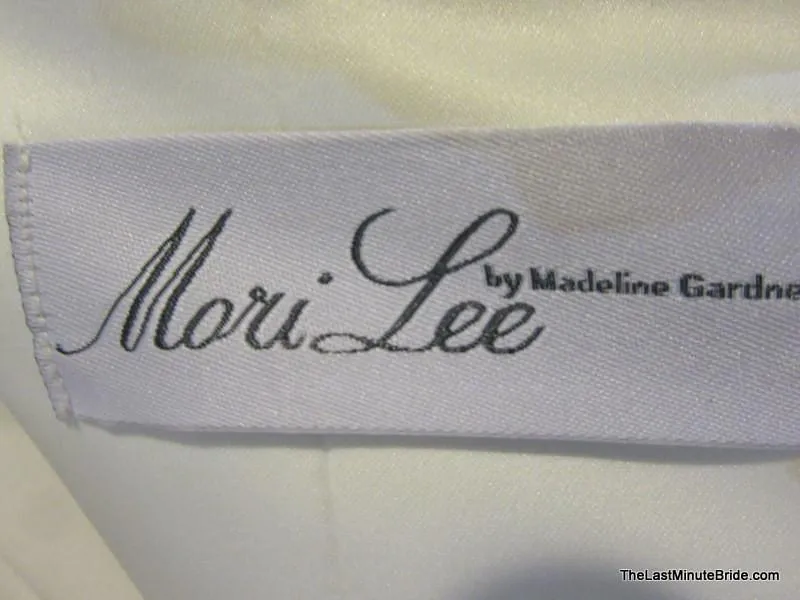 Mori Lee
by Madeline Gardne
TheLastMinuteBride.com